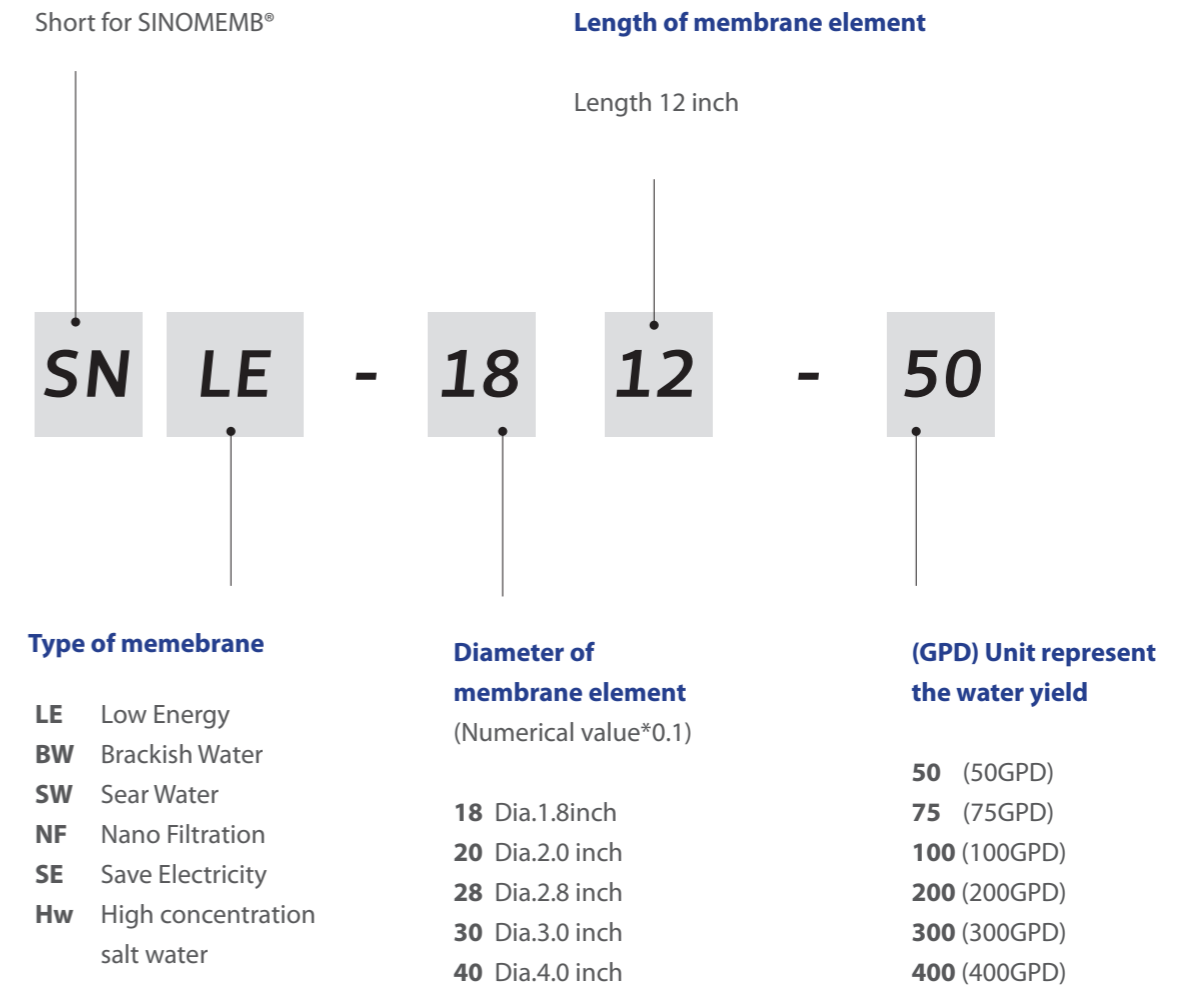 Short for SINOMEMB®
Length of membrane element
Length 12 inch
SN LE - 18 12 - 50
Type of memebrane
LE Low Energy
BW Brackish Water
SW Sear Water
NF Nano Filtration
SE Save Electricity
Hw High concentration
salt water
Diameter of
membrane element
(Numerical value*0.1)
18 Dia.1.8inch
20 Dia.2.0 inch
28 Dia.2.8 inch
30 Dia.3.0 inch
40 Dia.4.0 inch
(GPD) Unit represent
the water yield
50 (50GPD)
75 (75GPD)
100 (100GPD)
200 (200GPD)
300 (300GPD)
400 (400GPD)